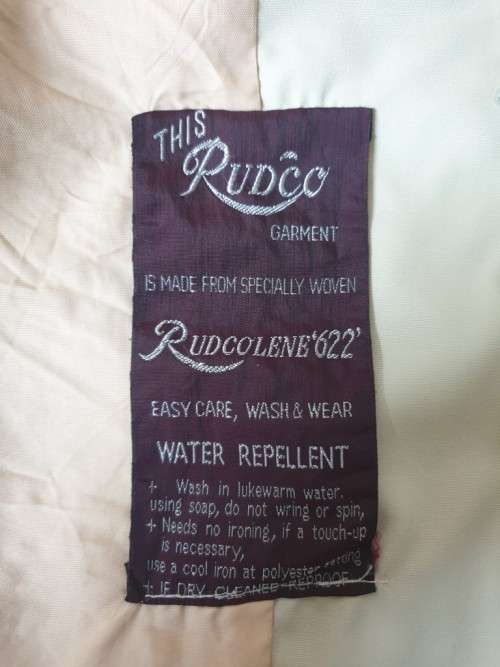 THIS
RUDCO
GARMENT
IS MADE FROM SPECIALLY WOVEN
RUDCOLENE '622'
EASY CARE, WASH & WEAR
WATER REPELLENT
+ Wash in lukewarm water.
using soap, do not wring or spin,
+ Needs no ironing, if a touch-up
is necessary,
use a cool iron at polyester setting
+ IF DRY CLEANED REPROOF